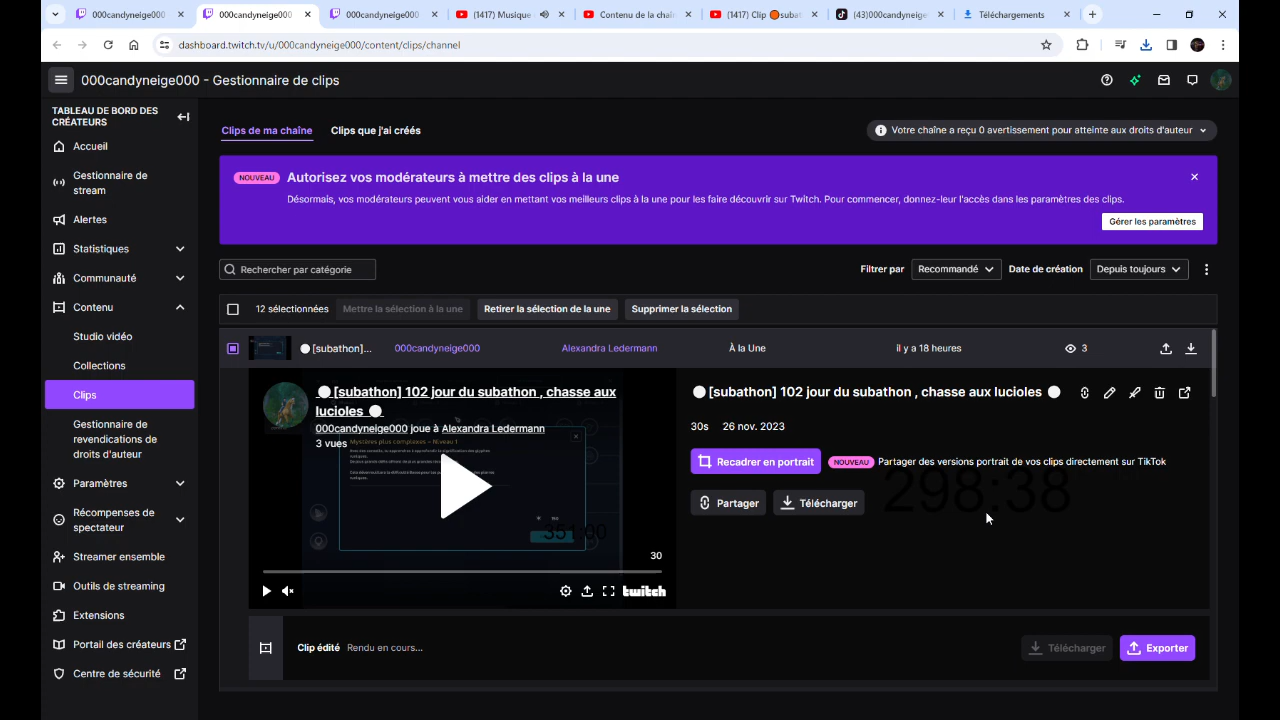 000candyneige000
000candyneige000
000candyneige000
(1417) Musique
Contenu de la chaî
(1417) Clip 🟠subat
(43)000candyneige
Téléchargements
dashboard.twitch.tv/u/000candyneige000/content/clips/channel
000candyneige000 - Gestionnaire de clips
TABLEAU DE BORD DES
CRÉATEURS
Accueil
Gestionnaire de
stream
Alertes
Statistiques
Communauté
Contenu
Studio vidéo
Collections
Clips
Gestionnaire de
revendications de
droits d'auteur
Paramètres
Récompenses de
spectateur
Streamer ensemble
Outils de streaming
Extensions
Portail des créateurs
Centre de sécurité
Clips de ma chaîne
Clips que j'ai créés
Votre chaîne a reçu 0 avertissement pour atteinte aux droits d'auteur
NOUVEAU
Autorisez vos modérateurs à mettre des clips à la une
Désormais, vos modérateurs peuvent vous aider en mettant vos meilleurs clips à la une pour les faire découvrir sur Twitch. Pour commencer, donnez-leur l'accès dans les paramètres des clips.
Gérer les paramètres
Rechercher par catégorie
Filtrer par
Recommandé
Date de création
Depuis toujours
12 sélectionnées
Mettre la sélection à la une
Retirer la sélection de la une
Supprimer la sélection
⚪[subathon]...
000candyneige000
Alexandra Ledermann
À la Une
il y a 18 heures
3
⚪[subathon] 102 jour du subathon , chasse aux
lucioles ⚪
000candyneige000 joue à Alexandra Ledermann
3 vues
Mystères plus complexes - Niveau 1
351:00
30
twitch
⚪[subathon] 102 jour du subathon , chasse aux lucioles ⚪
30s
26 nov. 2023
Recadrer en portrait
NOUVEAU
Partagez des versions portrait de vos clips directement sur TikTok
298:38
Partager
Télécharger
Clip édité
Rendu en cours...
Télécharger
Exporter